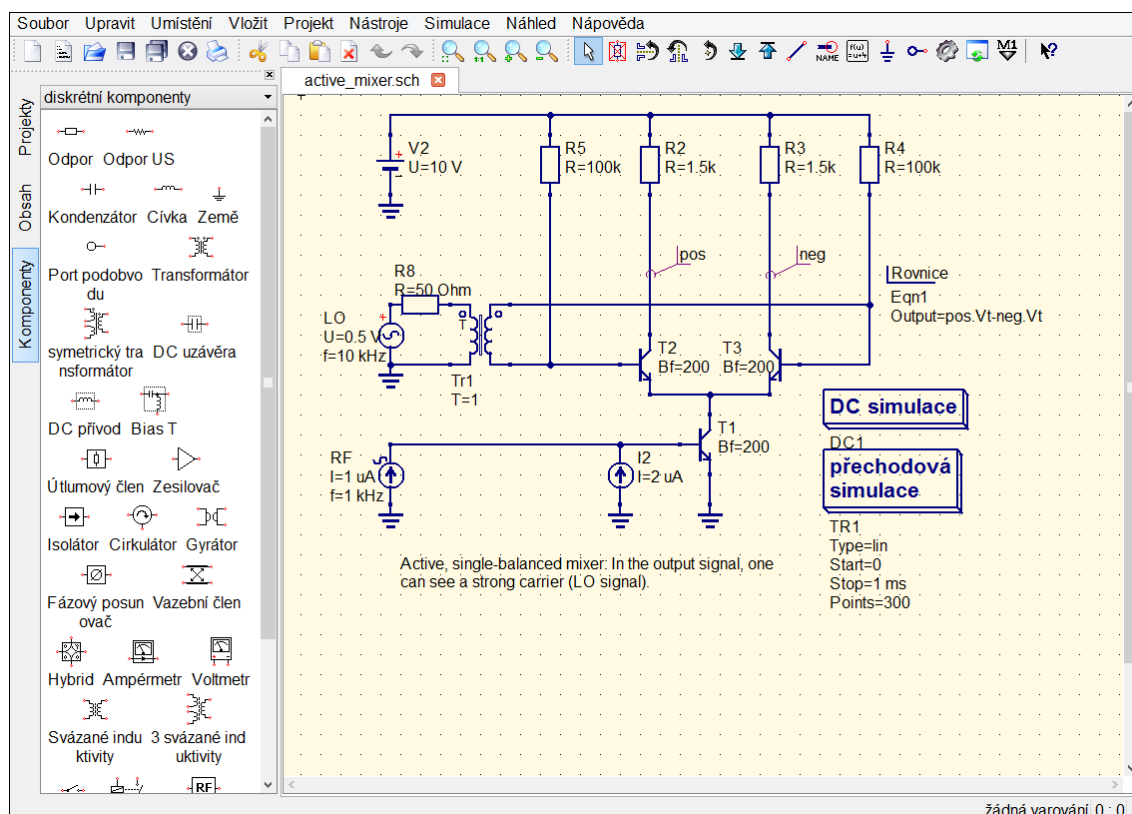 Soubor Upravit Umístění Vložit Projekt Nástroje Simulace Náhled Nápověda
NAME
f(u)
=u+4
M1
1:1
active_mixer.sch
Projekty
Obsah
Komponenty
diskrétní komponenty
Odpor Odpor US
Kondenzátor Cívka Země
Port podobvo
du
Transformátor
symetrický tra
nsformátor
DC uzávěra
DC přívod Bias T
Útlumový člen Zesilovač
Isolátor Cirkulátor Gyrátor
Fázový posun
ovač
Vazební člen
Hybrid Ampérmetr Voltmetr
Svázané indu
ktivity
3 svázané ind
uktivity
RF
V2
U=10 V
R5
R=100k
R2
R=1.5k
R3
R=1.5k
R4
R=100k
pos
neg
Rovnice
Eqn1
Output=pos.Vt-neg.Vt
R8
R=50 Ohm
LO
U=0.5 V
f=10 kHz
T
Tr1
T=1
T2
Bf=200
T3
Bf=200
T1
Bf=200
RF
I=1 uA
f=1 kHz
I2
I=2 uA
DC simulace
DC1
přechodová
simulace
TR1
Type=lin
Start=0
Stop=1 ms
Points=300
Active, single-balanced mixer: In the output signal, one
can see a strong carrier (LO signal).
žádná varování 0 : 0